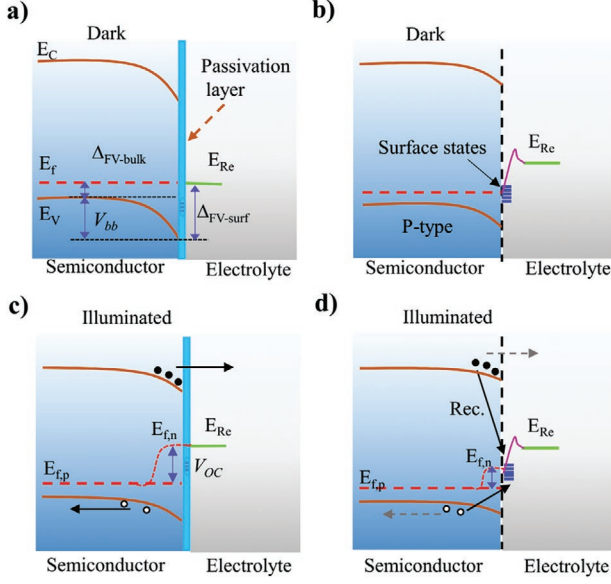 a)
Dark
E_C
Passivation
layer
E_f
Δ_FV-bulk
E_Re
E_V
V_bb
Δ_FV-surf
Semiconductor
Electrolyte
b)
Dark
E_Re
Surface states
P-type
Semiconductor
Electrolyte
c)
Illuminated
E_f,n
E_Re
E_f,p
V_OC
Semiconductor
Electrolyte
d)
Illuminated
Rec.
E_Re
E_f,n
E_f,p
Semiconductor
Electrolyte